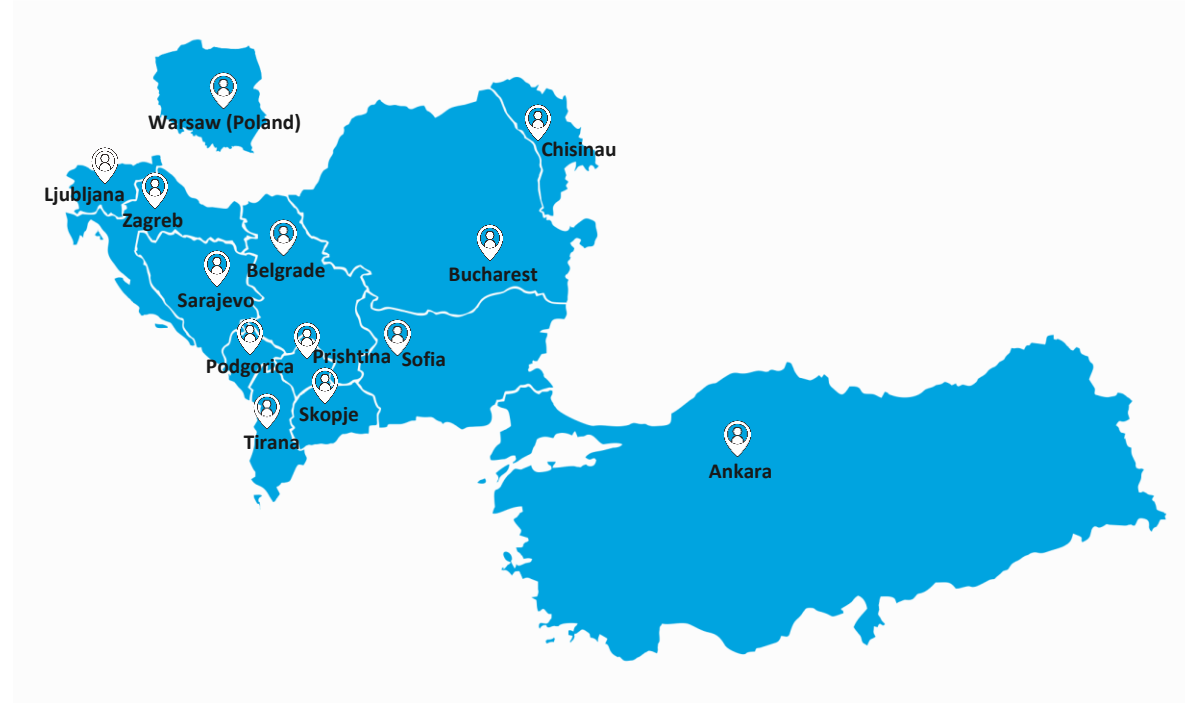 Warsaw (Poland)
Chisinau
Ljubljana
Zagreb
Belgrade
Bucharest
Sarajevo
Prishtina
Sofia
Podgorica
Skopje
Tirana
Ankara